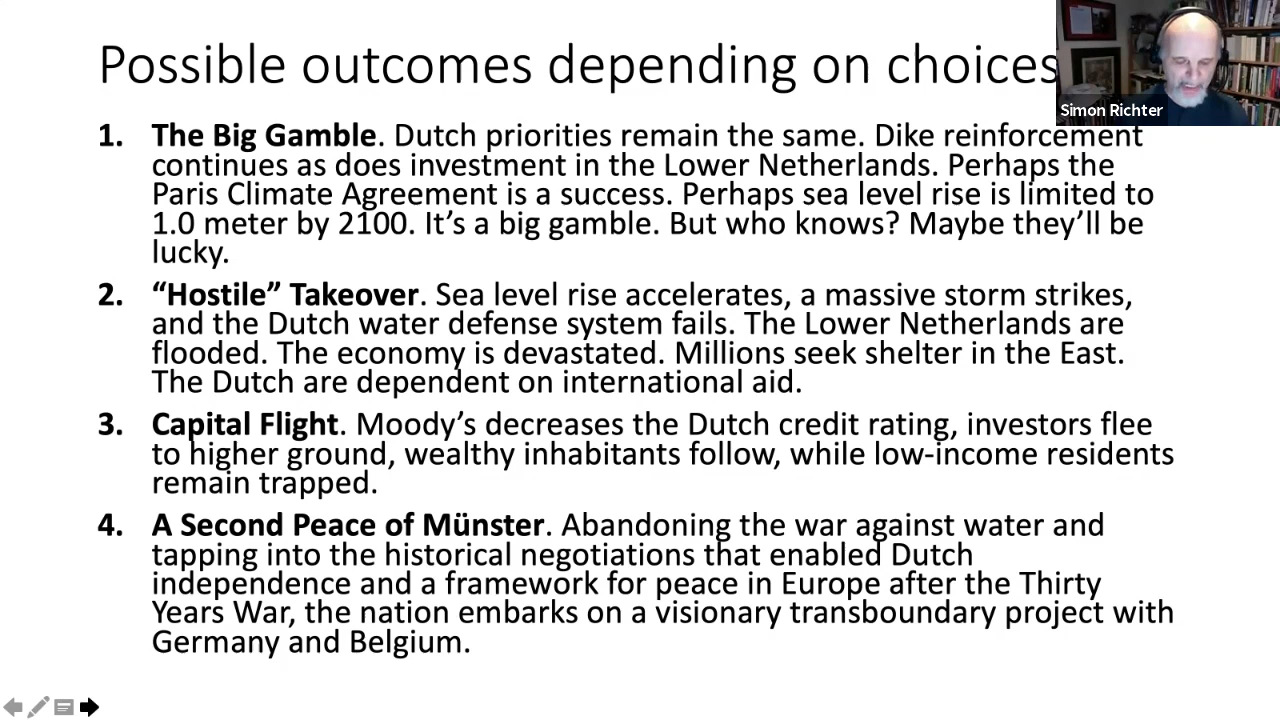 Possible outcomes depending on choices
Simon Richter
1. The Big Gamble. Dutch priorities remain the same. Dike reinforcement
continues as does investment in the Lower Netherlands. Perhaps the
Paris Climate Agreement is a success. Perhaps sea level rise is limited to
1.0 meter by 2100. It’s a big gamble. But who knows? Maybe they’ll be
lucky.
2. “Hostile” Takeover. Sea level rise accelerates, a massive storm strikes,
and the Dutch water defense system fails. The Lower Netherlands are
flooded. The economy is devastated. Millions seek shelter in the East.
The Dutch are dependent on international aid.
3. Capital Flight. Moody’s decreases the Dutch credit rating, investors flee
to higher ground, wealthy inhabitants follow, while low-income residents
remain trapped.
4. A Second Peace of Münster. Abandoning the war against water and
tapping into the historical negotiations that enabled Dutch
independence and a framework for peace in Europe after the Thirty
Years War, the nation embarks on a visionary transboundary project with
Germany and Belgium.